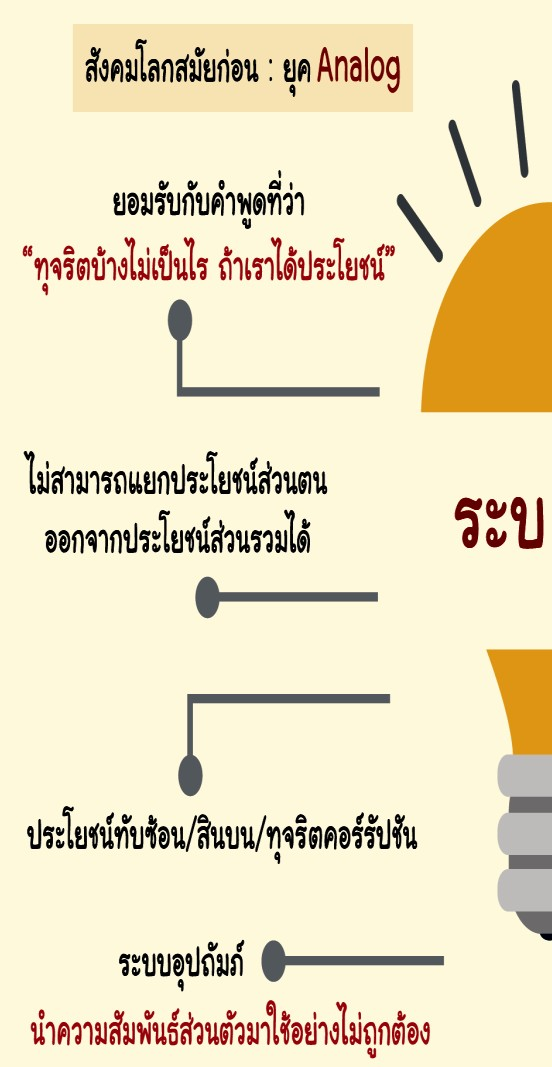 สังคมโลกสมัยก่อน : ยุค Analog
ยอมรับกับคำพูดที่ว่า
“ทุจริตบ้างไม่เป็นไร ถ้าเราได้ประโยชน์”
ไม่สามารถแยกประโยชน์ส่วนตน
ออกจากประโยชน์ส่วนรวมได้
ระบ
ประโยชน์ทับซ้อน/สินบน/ทุจริตคอร์รัปชัน
ระบบอุปถัมภ์
นำความสัมพันธ์ส่วนตัวมาใช้อย่างไม่ถูกต้อง